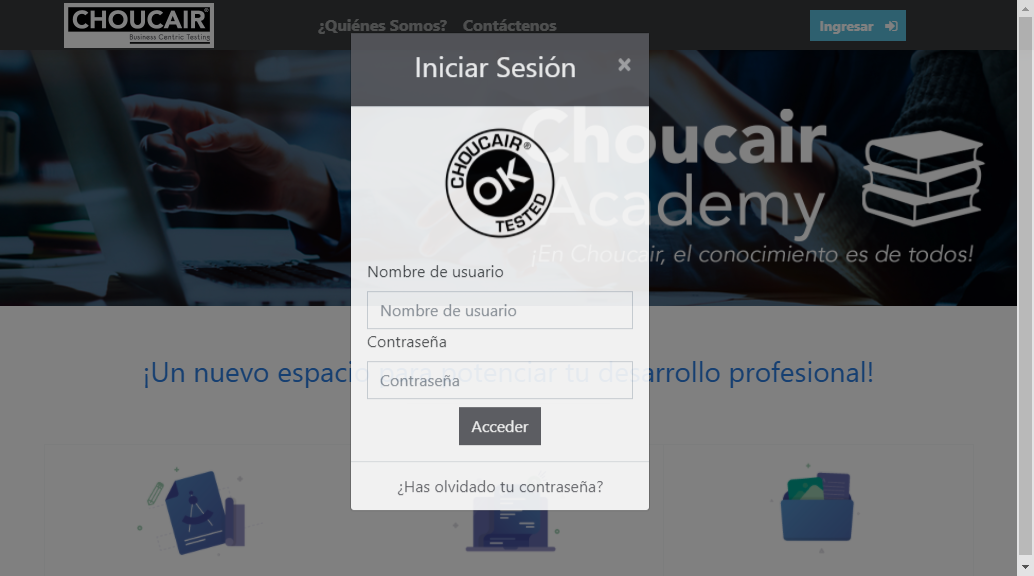 CHOUCAIR®
Business Centric Testing
¿Quiénes Somos?
Contáctenos
Ingresar
Iniciar Sesión
×
CHOUCAIR®
OK
TESTED
Choucair
Academy
¡En Choucair, el conocimiento es de todos!
Nombre de usuario
Nombre de usuario
Contraseña
¡Un nuevo espacio para potenciar tu desarrollo profesional!
Contraseña
Acceder
¿Has olvidado tu contraseña?